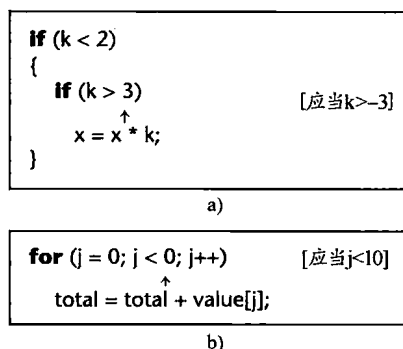 if (k < 2)
{
if (k > 3) [应当k>-3]
↑
x = x * k;
}
a)
for (j = 0; j < 0; j++) [应当j<10]
↑
total = total + value[j];
b)